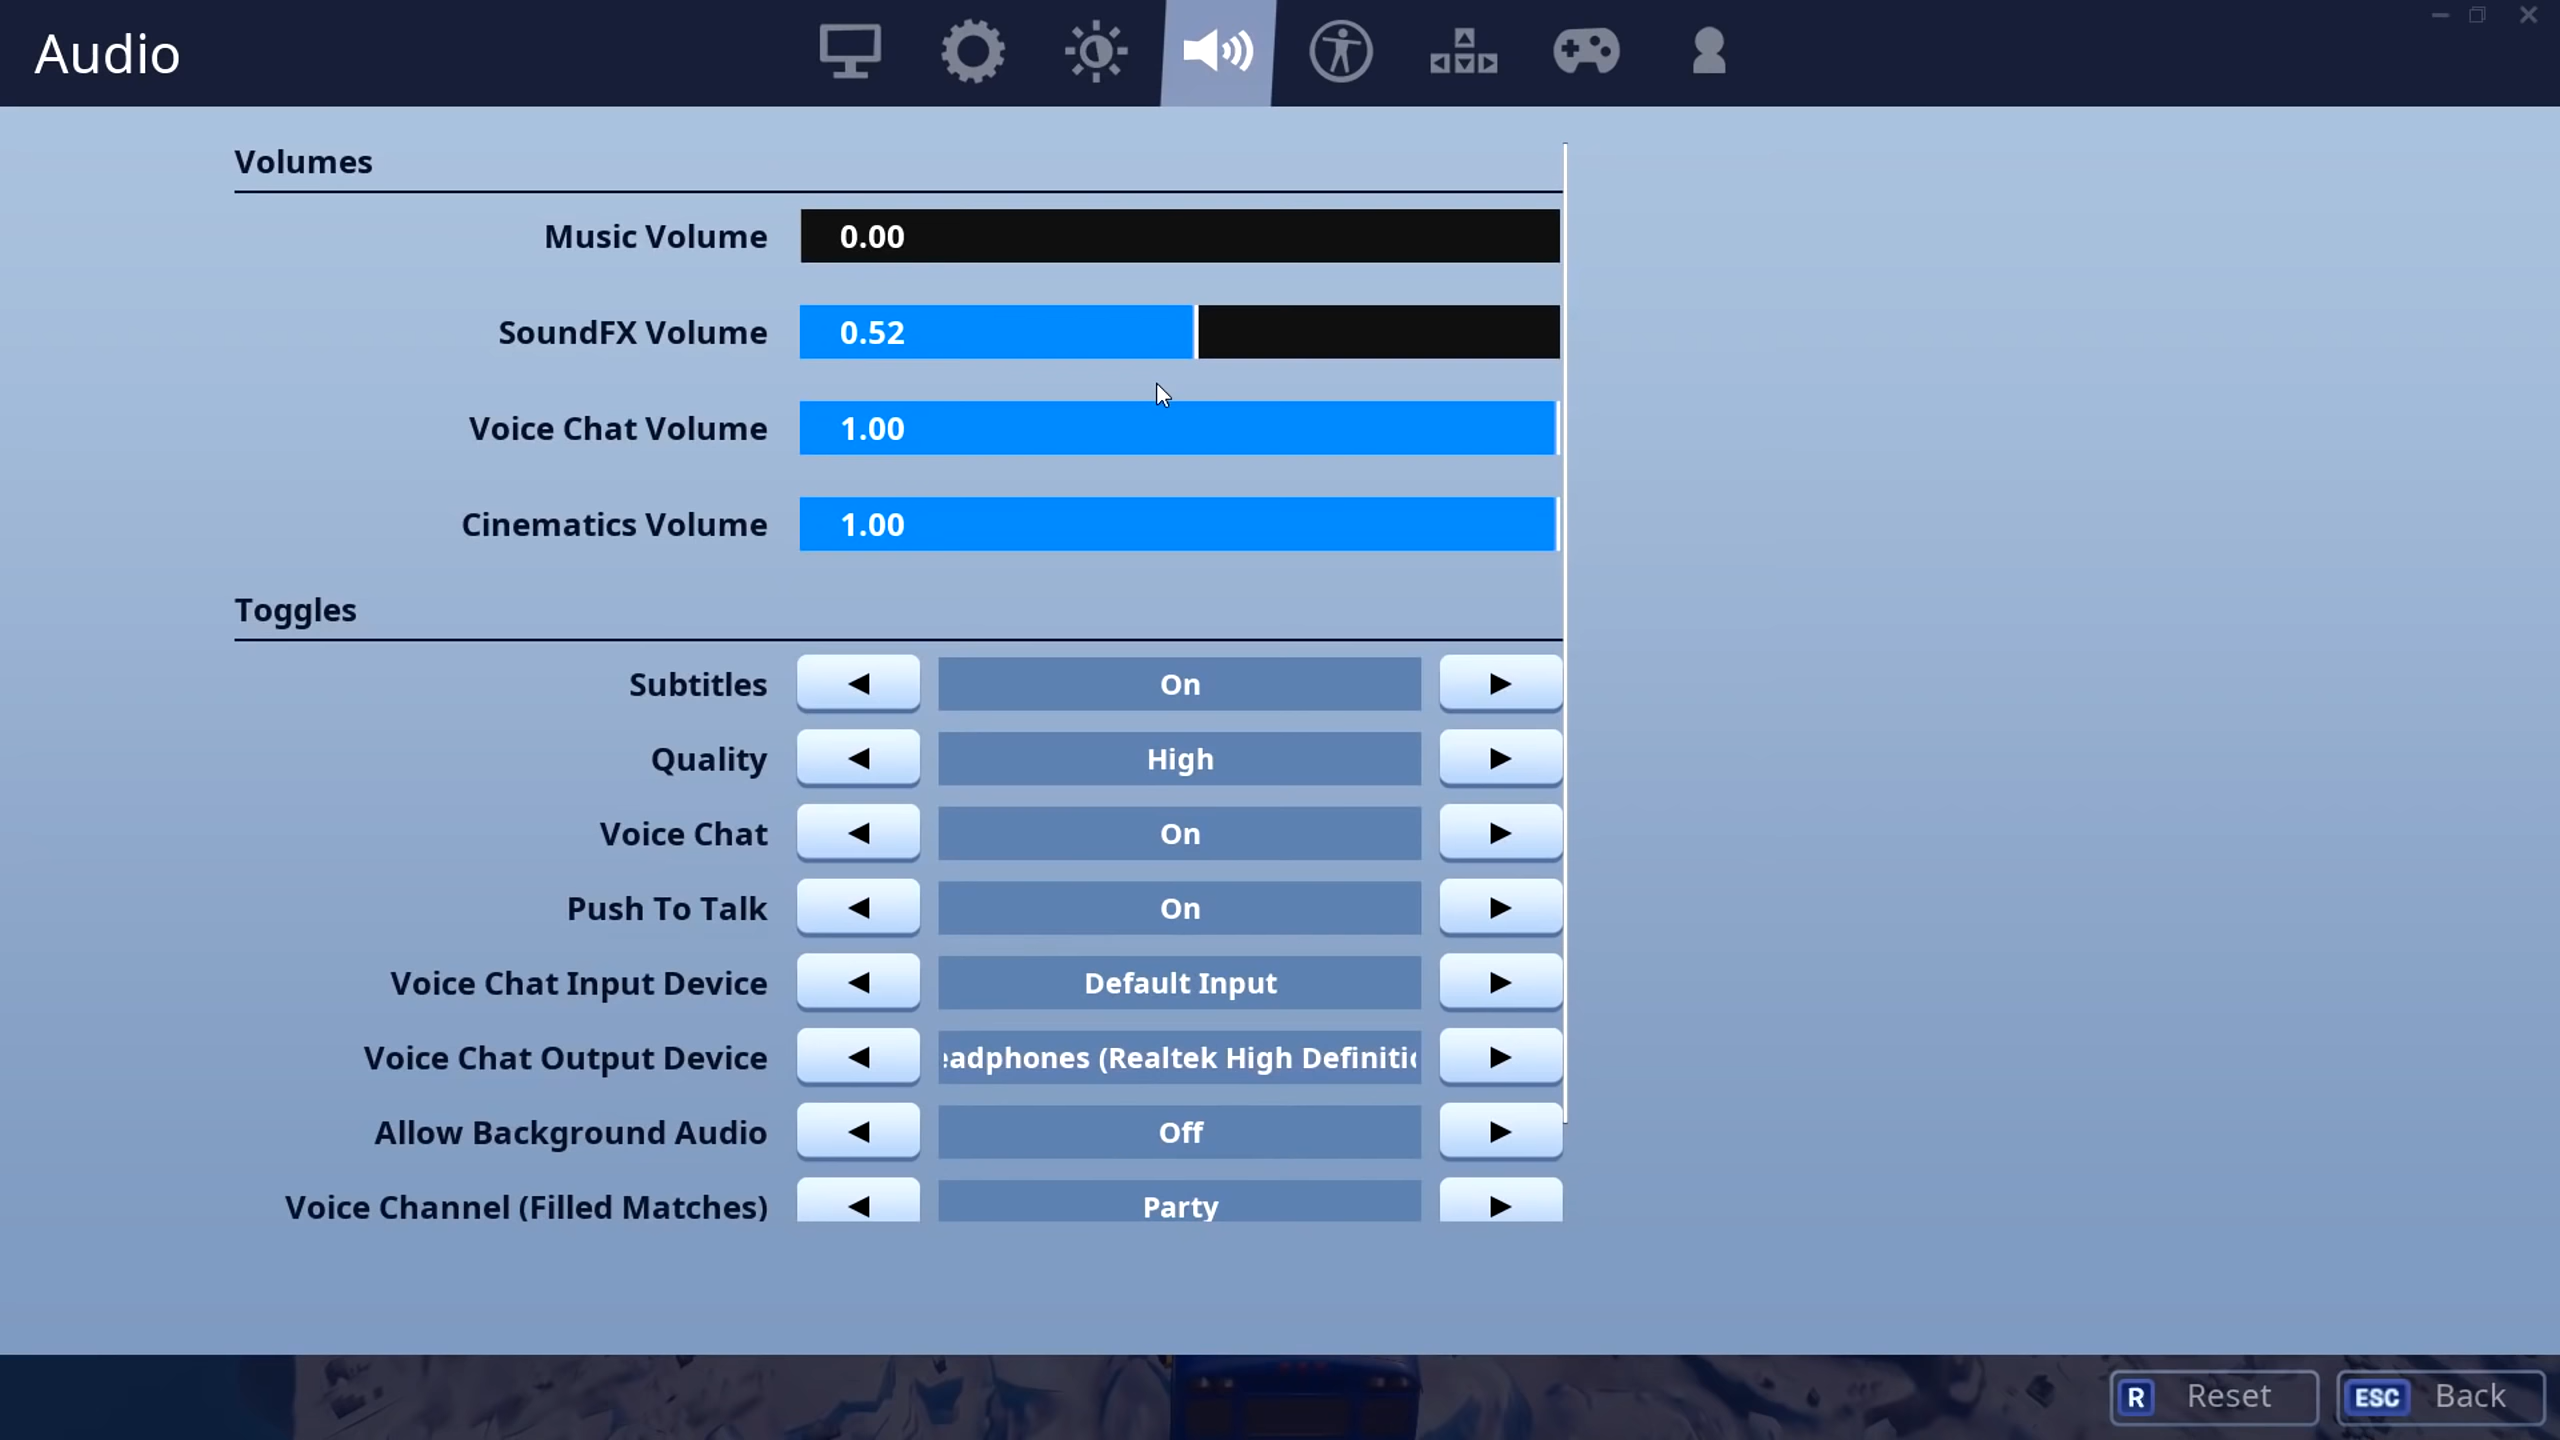 Audio
Volumes
Music Volume 0.00
SoundFX Volume 0.52
Voice Chat Volume 1.00
Cinematics Volume 1.00
Toggles
Subtitles On
Quality High
Voice Chat On
Push To Talk On
Voice Chat Input Device Default Input
Voice Chat Output Device eadphones (Realtek High Definitic
Allow Background Audio Off
Voice Channel (Filled Matches) Party
R Reset ESC Back